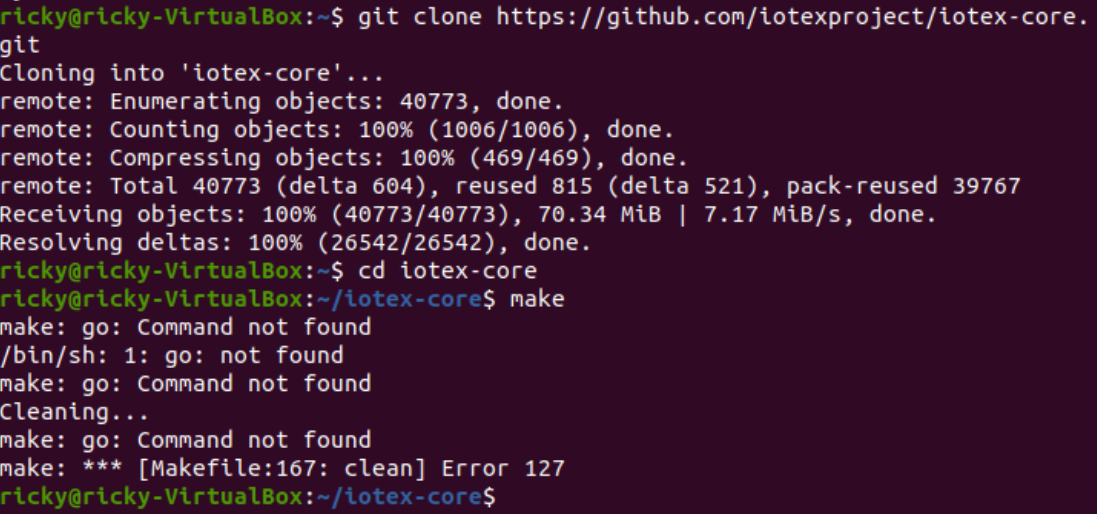 ricky@ricky-VirtualBox:~$ git clone https://github.com/iotexproject/iotex-core.
git
Cloning into 'iotex-core'...
remote: Enumerating objects: 40773, done.
remote: Counting objects: 100% (1006/1006), done.
remote: Compressing objects: 100% (469/469), done.
remote: Total 40773 (delta 604), reused 815 (delta 521), pack-reused 39767
Receiving objects: 100% (40773/40773), 70.34 MiB | 7.17 MiB/s, done.
Resolving deltas: 100% (26542/26542), done.
ricky@ricky-VirtualBox:~$ cd iotex-core
ricky@ricky-VirtualBox:~/iotex-core$ make
make: go: Command not found
/bin/sh: 1: go: not found
make: go: Command not found
Cleaning...
make: go: Command not found
make: *** [Makefile:167: clean] Error 127
ricky@ricky-VirtualBox:~/iotex-core$